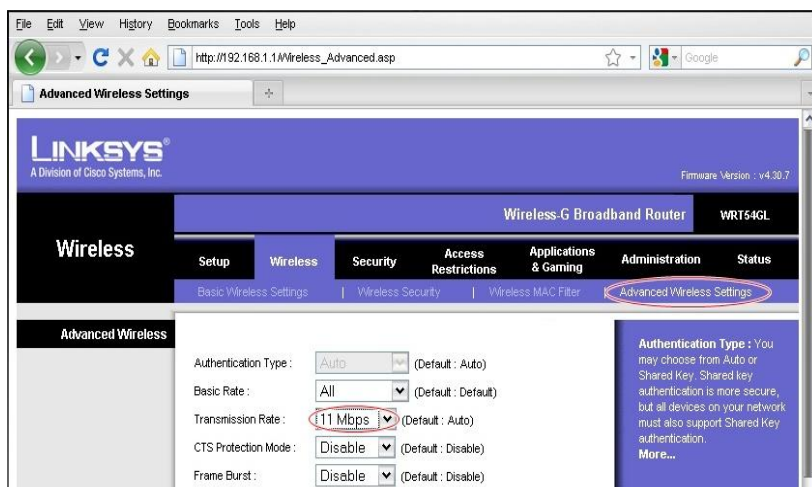 File Edit View History Bookmarks Tools Help
http://192.168.1.1/Wireless_Advanced.asp
Google
Advanced Wireless Settings
LINKSYS®
A Division of Cisco Systems, Inc.
Firmware Version : v4.30.7
Wireless-G Broadband Router WRT54GL
Wireless
Setup Wireless Security Access Restrictions Applications & Gaming Administration Status
Basic Wireless Settings | Wireless Security | Wireless MAC Filter | Advanced Wireless Settings
Advanced Wireless
Authentication Type : Auto (Default : Auto)
Basic Rate : All (Default : Default)
Transmission Rate : 11 Mbps (Default : Auto)
CTS Protection Mode : Disable (Default : Disable)
Frame Burst : Disable (Default : Disable)
Authentication Type : You
may choose from Auto or
Shared Key. Shared key
authentication is more secure,
but all devices on your network
must also support Shared Key
authentication.
More...